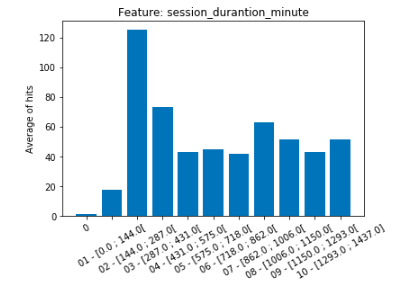 Feature: session_durantion_minute
Average of hits
120
100
80
60
40
20
0
0
01 - [0.0 ; 144.0[
02 - [144.0 ; 287.0[
03 - [287.0 ; 431.0[
04 - [431.0 ; 575.0[
05 - [575.0 ; 718.0[
06 - [718.0 ; 862.0[
07 - [862.0 ; 1006.0[
08 - [1006.0 ; 1150.0[
09 - [1150.0 ; 1293.0[
10 - [1293.0 ; 1437.0[